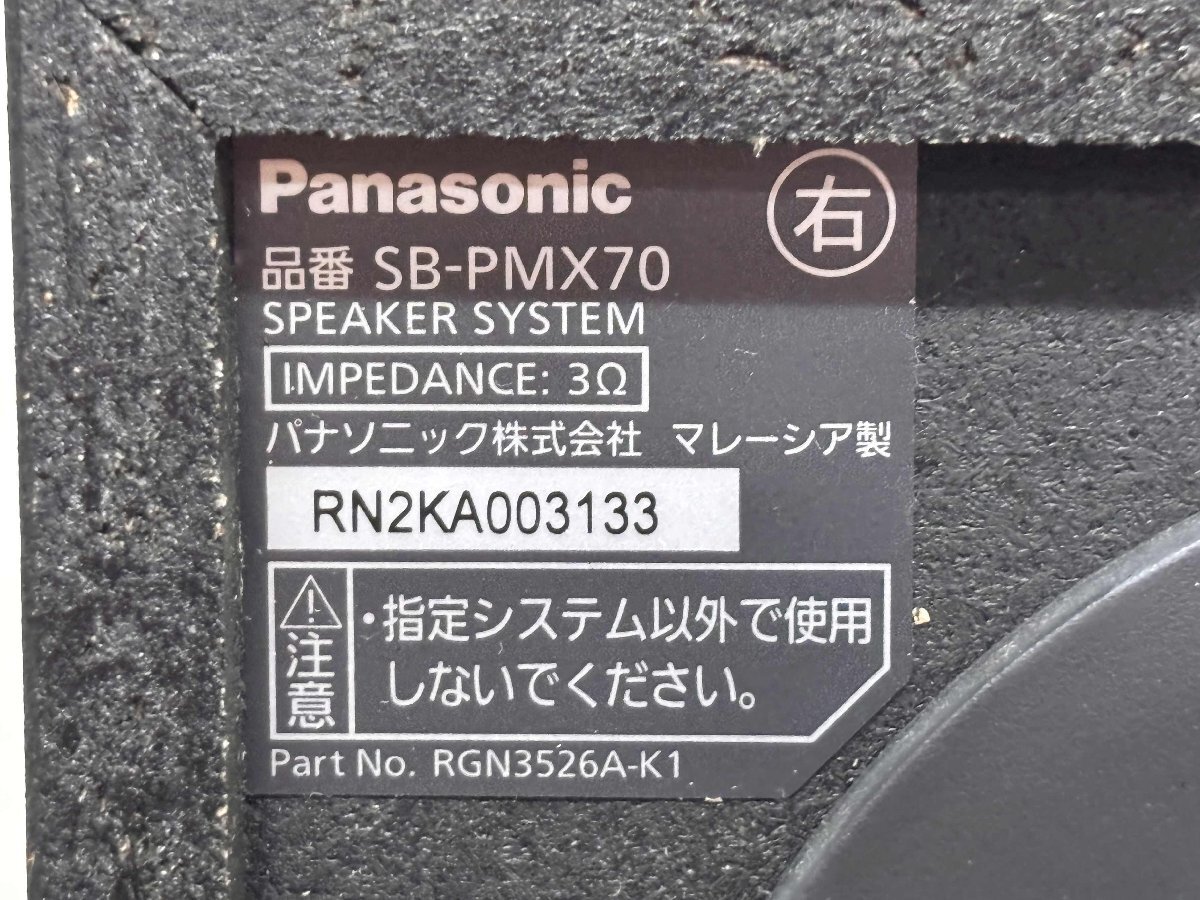 Panasonic
右
品番 SB-PMX70
SPEAKER SYSTEM
IMPEDANCE: 3Ω
パナソニック株式会社 マレーシア製
RN2KA003133
注意
・指定システム以外で使用
しないでください。
Part No. RGN3526A-K1